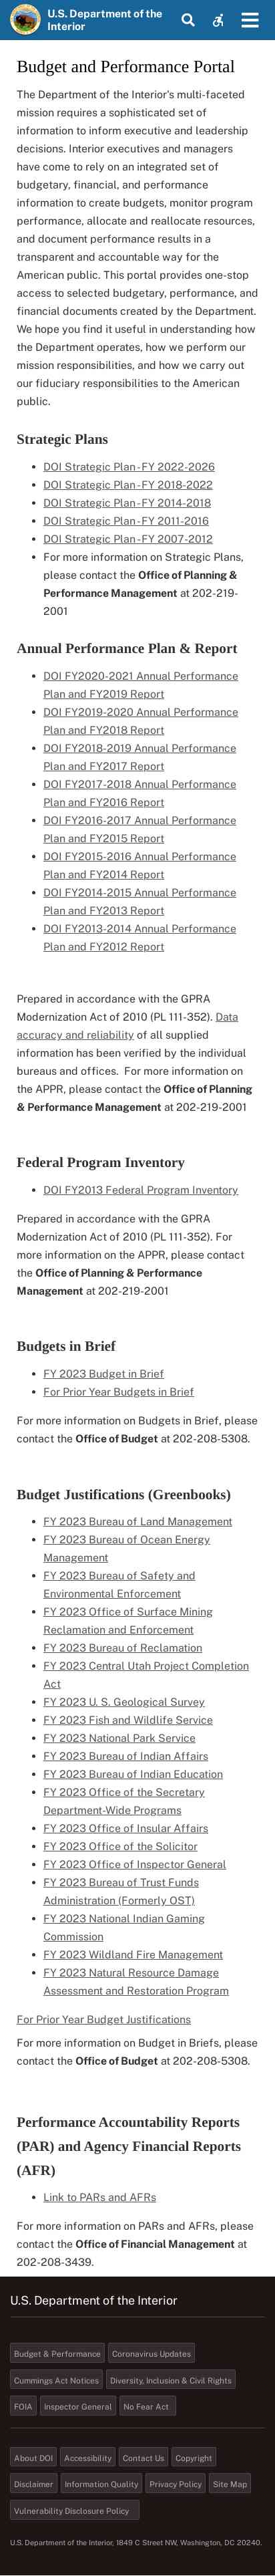 U.S. Department of the
Interior
Budget and Performance Portal
The Department of the Interior's multi-faceted
mission requires a sophisticated set of
information to inform executive and leadership
decisions. Interior executives and managers
have come to rely on an integrated set of
budgetary, financial, and performance
information to create budgets, monitor program
performance, allocate and reallocate resources,
and document performance results in a
transparent and accountable way for the
American public. This portal provides one-stop
access to selected budgetary, performance, and
financial documents created by the Department.
We hope you find it useful in understanding how
the Department operates, how we perform our
mission responsibilities, and how we carry out
our fiduciary responsibilities to the American
public.
Strategic Plans
• DOI Strategic Plan - FY 2022-2026
• DOI Strategic Plan - FY 2018-2022
• DOI Strategic Plan - FY 2014-2018
• DOI Strategic Plan - FY 2011-2016
• DOI Strategic Plan - FY 2007-2012
• For more information on Strategic Plans,
please contact the Office of Planning &
Performance Management at 202-219-
2001
Annual Performance Plan & Report
• DOI FY2020-2021 Annual Performance
Plan and FY2019 Report
• DOI FY2019-2020 Annual Performance
Plan and FY2018 Report
• DOI FY2018-2019 Annual Performance
Plan and FY2017 Report
• DOI FY2017-2018 Annual Performance
Plan and FY2016 Report
• DOI FY2016-2017 Annual Performance
Plan and FY2015 Report
• DOI FY2015-2016 Annual Performance
Plan and FY2014 Report
• DOI FY2014-2015 Annual Performance
Plan and FY2013 Report
• DOI FY2013-2014 Annual Performance
Plan and FY2012 Report
Prepared in accordance with the GPRA
Modernization Act of 2010 (PL 111-352). Data
accuracy and reliability of all supplied
information has been verified by the individual
bureaus and offices.  For more information on
the APPR, please contact the Office of Planning
& Performance Management at 202-219-2001
Federal Program Inventory
• DOI FY2013 Federal Program Inventory
Prepared in accordance with the GPRA
Modernization Act of 2010 (PL 111-352). For
more information on the APPR, please contact
the Office of Planning & Performance
Management at 202-219-2001
Budgets in Brief
• FY 2023 Budget in Brief
• For Prior Year Budgets in Brief
For more information on Budgets in Brief, please
contact the Office of Budget at 202-208-5308.
Budget Justifications (Greenbooks)
• FY 2023 Bureau of Land Management
• FY 2023 Bureau of Ocean Energy
Management
• FY 2023 Bureau of Safety and
Environmental Enforcement
• FY 2023 Office of Surface Mining
Reclamation and Enforcement
• FY 2023 Bureau of Reclamation
• FY 2023 Central Utah Project Completion
Act
• FY 2023 U. S. Geological Survey
• FY 2023 Fish and Wildlife Service
• FY 2023 National Park Service
• FY 2023 Bureau of Indian Affairs
• FY 2023 Bureau of Indian Education
• FY 2023 Office of the Secretary
Department-Wide Programs
• FY 2023 Office of Insular Affairs
• FY 2023 Office of the Solicitor
• FY 2023 Office of Inspector General
• FY 2023 Bureau of Trust Funds
Administration (Formerly OST)
• FY 2023 National Indian Gaming
Commission
• FY 2023 Wildland Fire Management
• FY 2023 Natural Resource Damage
Assessment and Restoration Program
For Prior Year Budget Justifications
For more information on Budget in Briefs, please
contact the Office of Budget at 202-208-5308.
Performance Accountability Reports
(PAR) and Agency Financial Reports
(AFR)
• Link to PARs and AFRs
For more information on PARs and AFRs, please
contact the Office of Financial Management at
202-208-3439.
U.S. Department of the Interior
Budget & Performance Coronavirus Updates
Cummings Act Notices Diversity, Inclusion & Civil Rights
FOIA Inspector General No Fear Act
About DOI Accessibility Contact Us Copyright
Disclaimer Information Quality Privacy Policy Site Map
Vulnerability Disclosure Policy
U.S. Department of the Interior, 1849 C Street NW, Washington, DC 20240.